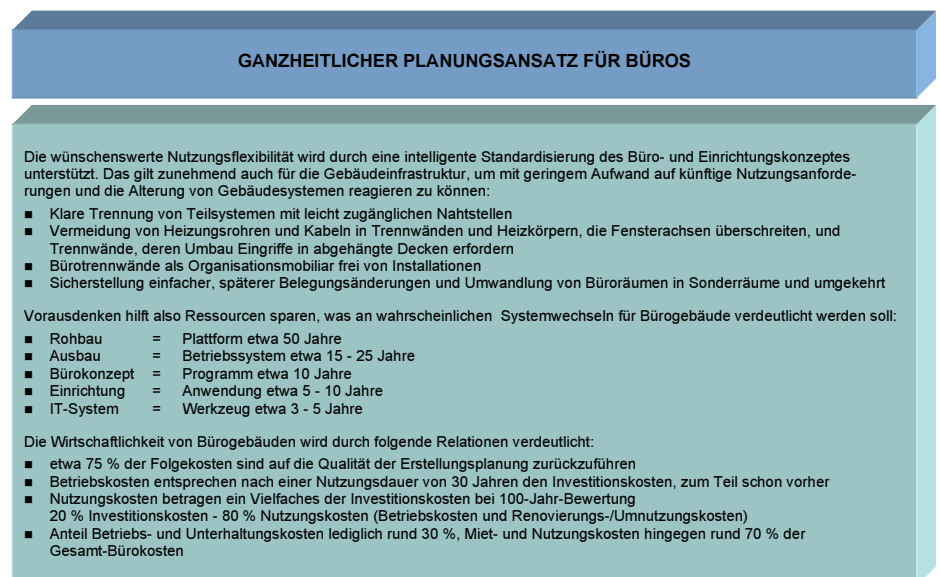 GANZHEITLICHER PLANUNGSANSATZ FÜR BÜROS
Die wünschenswerte Nutzungsflexibilität wird durch eine intelligente Standardisierung des Büro- und Einrichtungskonzeptes
unterstützt. Das gilt zunehmend auch für die Gebäudeinfrastruktur, um mit geringem Aufwand auf künftige Nutzungsanforde-
rungen und die Alterung von Gebäudesystemen reagieren zu können:
■ Klare Trennung von Teilsystemen mit leicht zugänglichen Nahtstellen
■ Vermeidung von Heizungsrohren und Kabeln in Trennwänden und Heizkörpern, die Fensterachsen überschreiten, und
Trennwände, deren Umbau Eingriffe in abgehängte Decken erfordern
■ Bürotrennwände als Organisationsmobiliar frei von Installationen
■ Sicherstellung einfacher, späterer Belegungsänderungen und Umwandlung von Büroräumen in Sonderräume und umgekehrt
Vorausdenken hilft also Ressourcen sparen, was an wahrscheinlichen Systemwechseln für Bürogebäude verdeutlicht werden soll:
■ Rohbau = Plattform etwa 50 Jahre
■ Ausbau = Betriebssystem etwa 15 - 25 Jahre
■ Bürokonzept = Programm etwa 10 Jahre
■ Einrichtung = Anwendung etwa 5 - 10 Jahre
■ IT-System = Werkzeug etwa 3 - 5 Jahre
Die Wirtschaftlichkeit von Bürogebäuden wird durch folgende Relationen verdeutlicht:
■ etwa 75 % der Folgekosten sind auf die Qualität der Erstellungsplanung zurückzuführen
■ Betriebskosten entsprechen nach einer Nutzungsdauer von 30 Jahren den Investitionskosten, zum Teil schon vorher
■ Nutzungskosten betragen ein Vielfaches der Investitionskosten bei 100-Jahr-Bewertung
20 % Investitionskosten - 80 % Nutzungskosten (Betriebskosten und Renovierungs-/Umnutzungskosten)
■ Anteil Betriebs- und Unterhaltungskosten lediglich rund 30 %, Miet- und Nutzungskosten hingegen rund 70 % der
Gesamt-Bürokosten